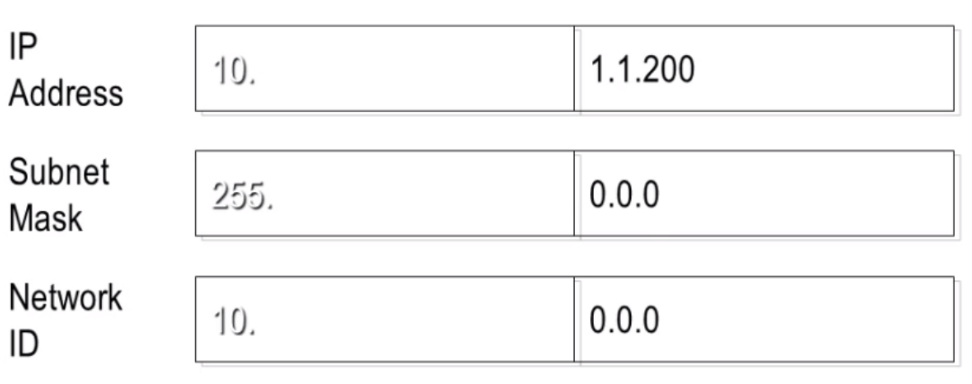 IP
Address
10. 1.1.200
Subnet
Mask
255. 0.0.0
Network
ID
10. 0.0.0